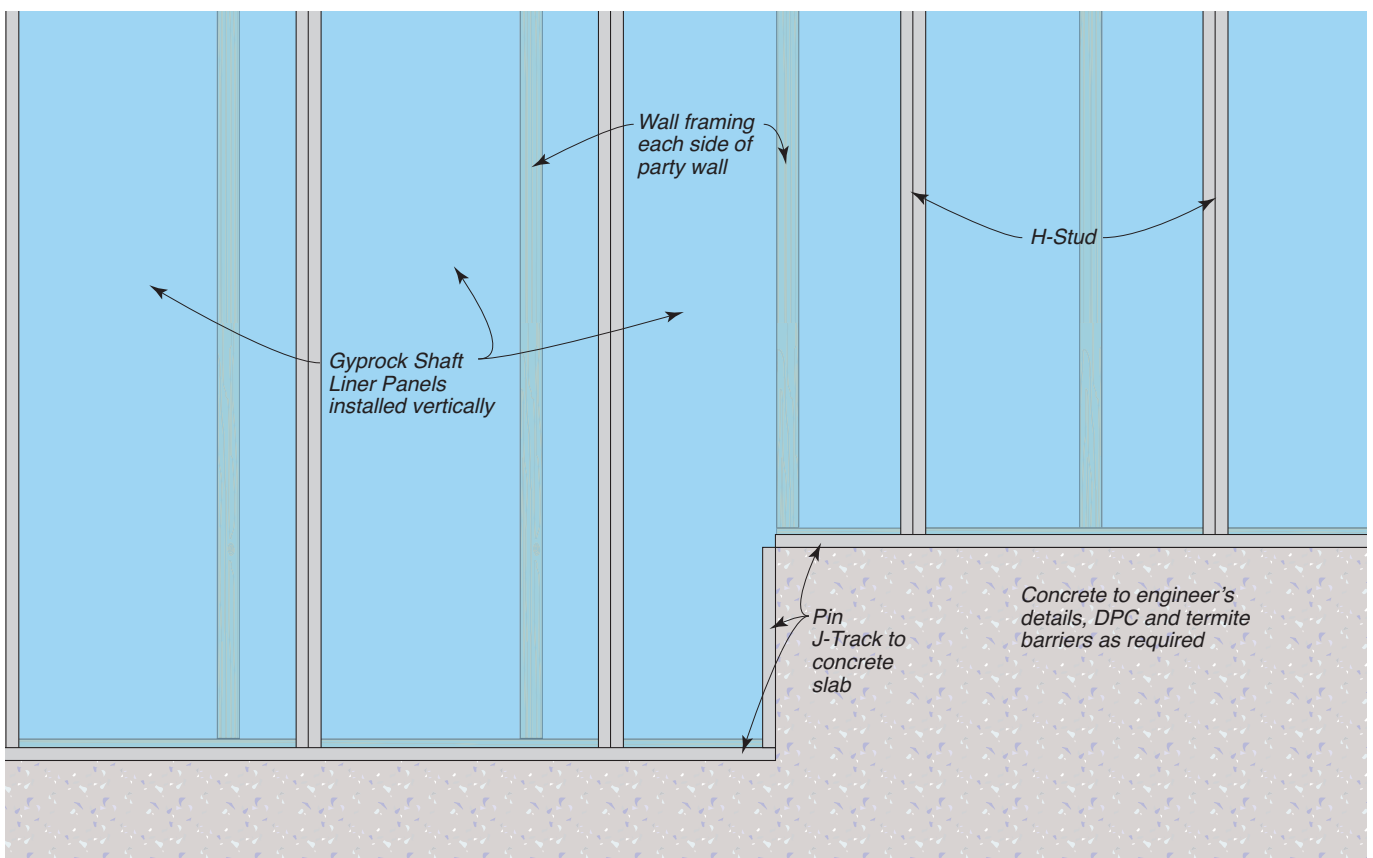 Wall framing
each side of
party wall
H-Stud
Gyprock Shaft
Liner Panels
installed vertically
Concrete to engineer’s
details, DPC and termite
barriers as required
Pin
J-Track to
concrete
slab